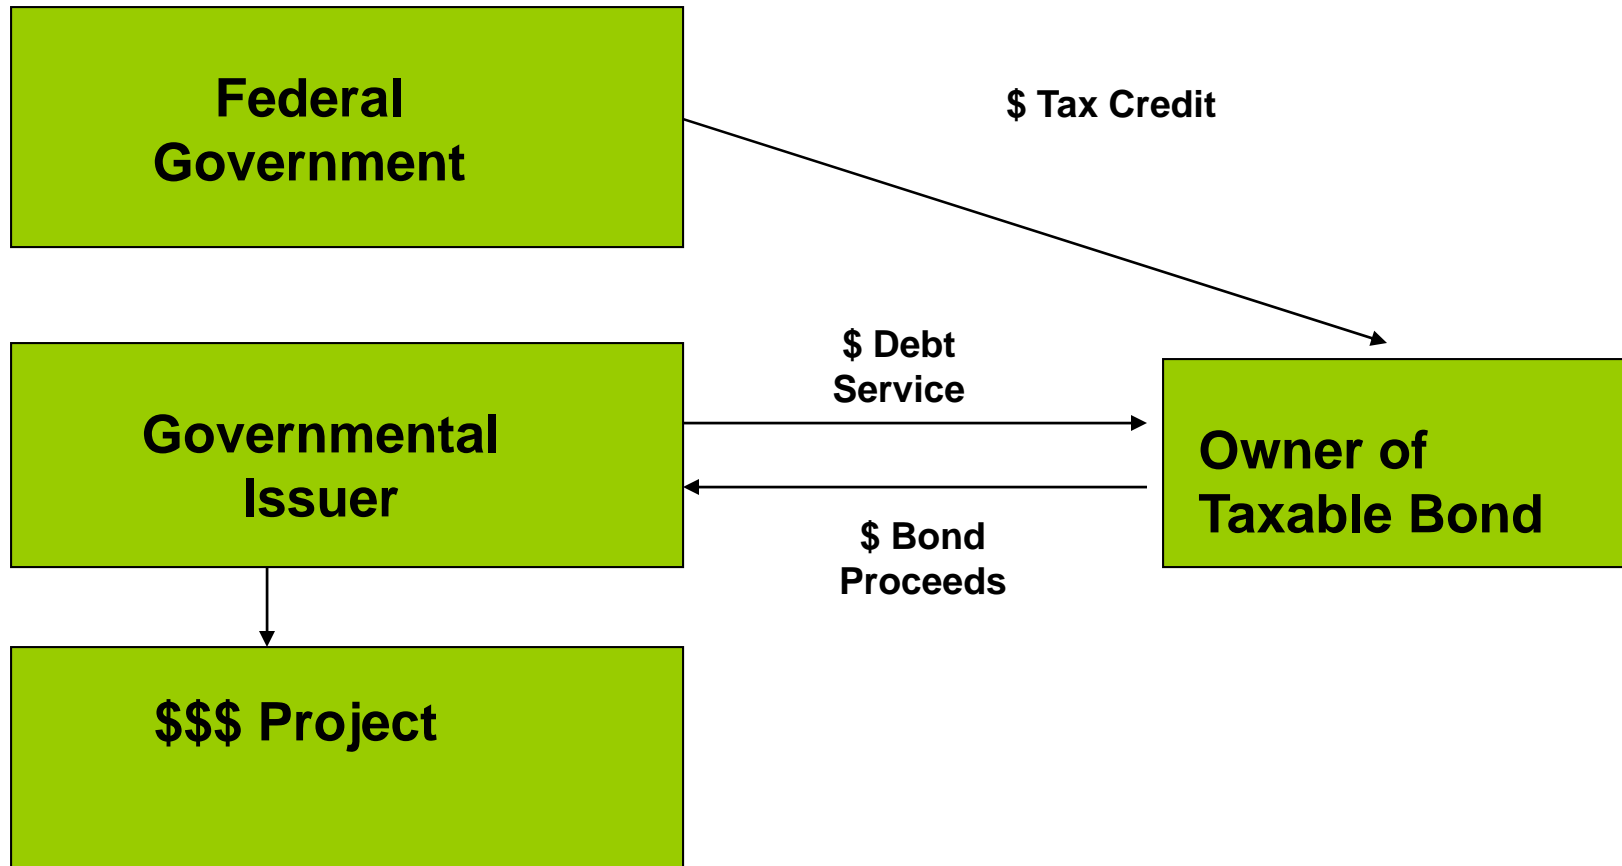 Federal
Government
$ Tax Credit
$ Debt
Service
Governmental
Issuer
Owner of
Taxable Bond
$ Bond
Proceeds
$$$ Project